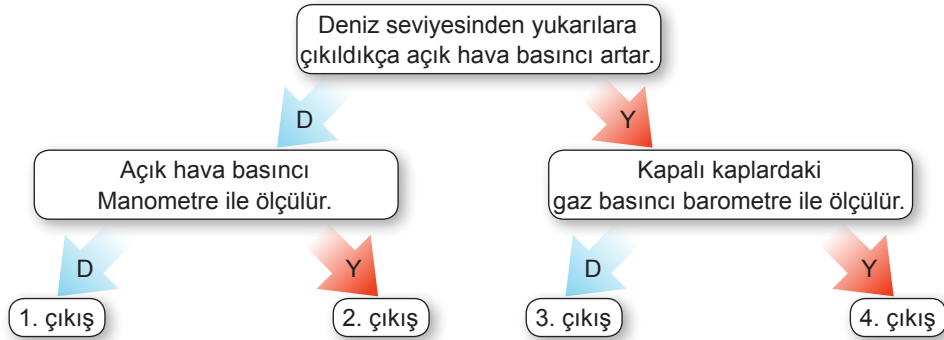 Deniz seviyesinden yukarılara
çıkıldıkça açık hava basıncı artar.
D
Y
Açık hava basıncı
Manometre ile ölçülür.
Kapalı kaplardaki
gaz basıncı barometre ile ölçülür.
D
Y
D
Y
1. çıkış
2. çıkış
3. çıkış
4. çıkış